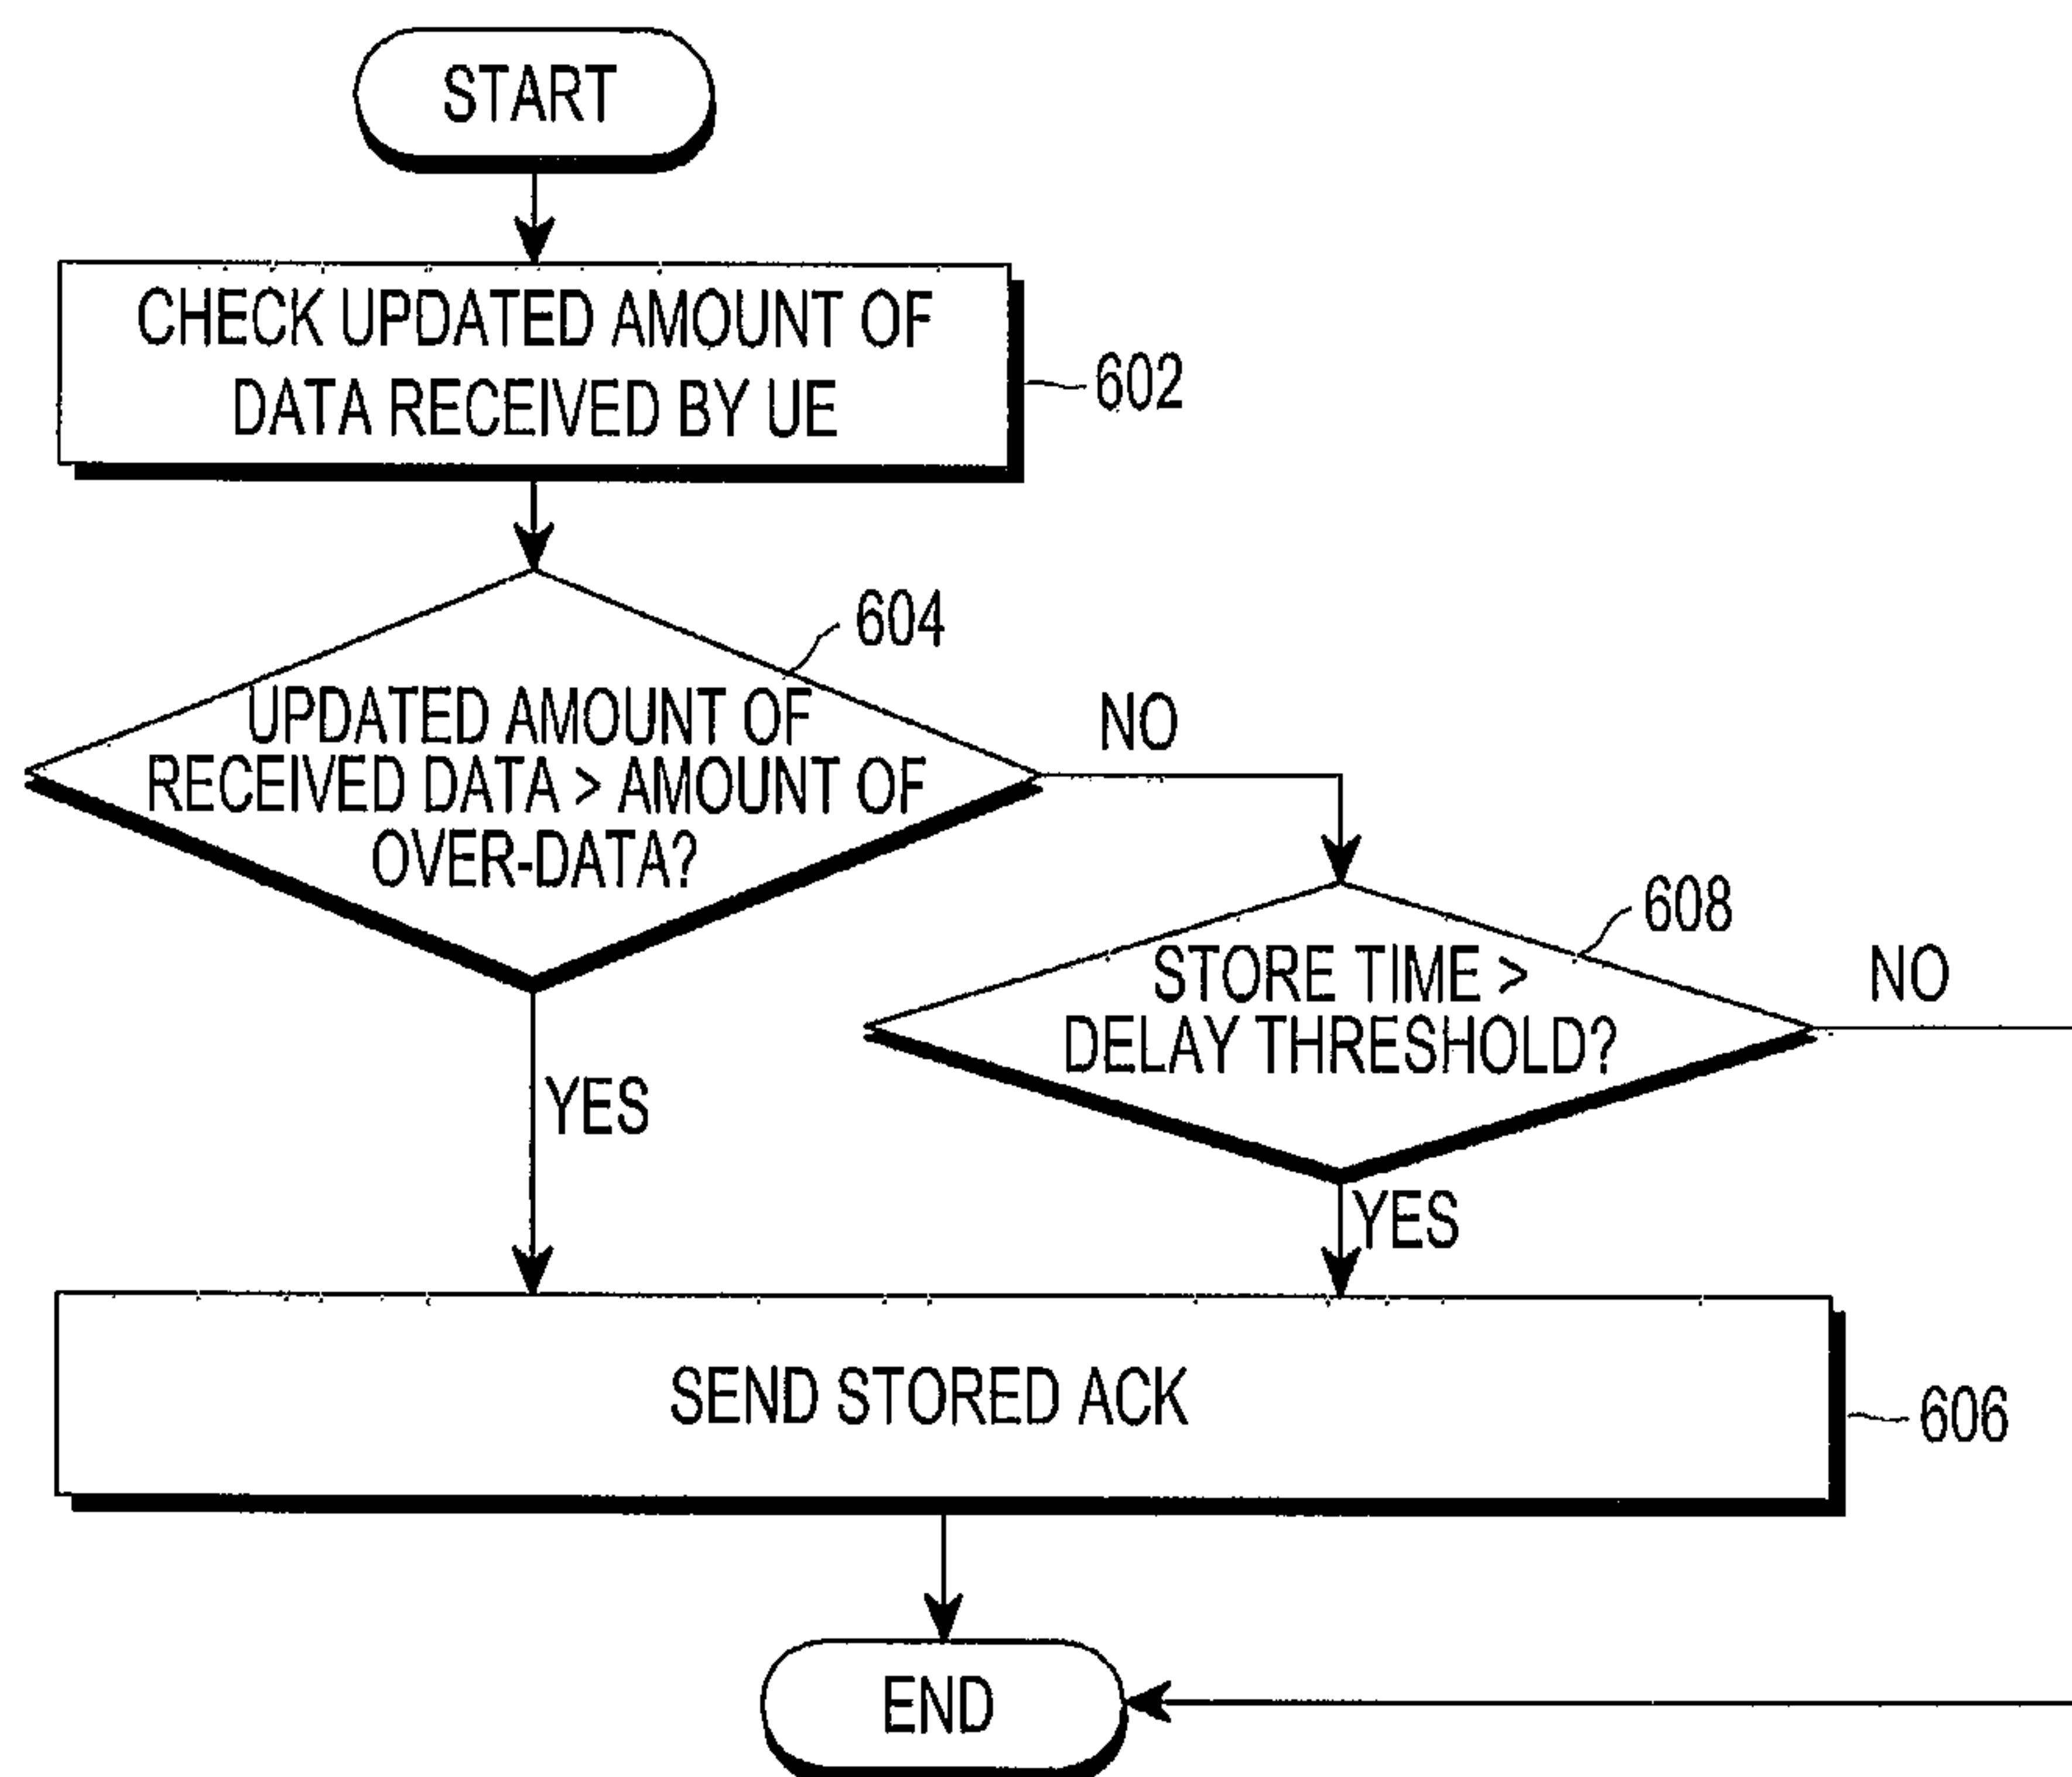 START
CHECK UPDATED AMOUNT OF
DATA RECEIVED BY UE
602
604
UPDATED AMOUNT OF
RECEIVED DATA > AMOUNT OF
OVER-DATA?
NO
608
STORE TIME >
DELAY THRESHOLD?
NO
YES
YES
SEND STORED ACK
606
END